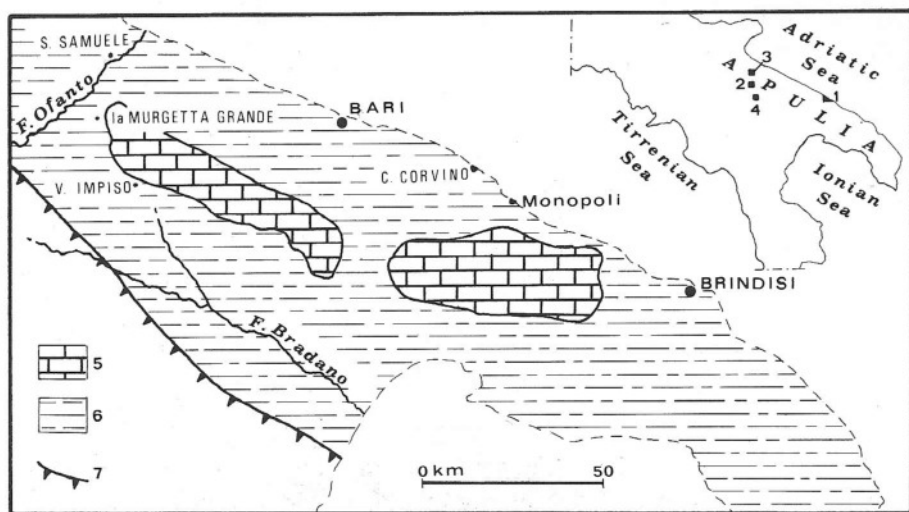 S. SAMUELE
F. Ofanto
la MURGETTA GRANDE
BARI
V. IMPISO
C. CORVINO
Monopoli
BRINDISI
F. Bradano
5
6
7
0 km 50
Adriatic
Sea
APULIA
Tirrenian
Sea
Ionian
Sea
3
2
1
4